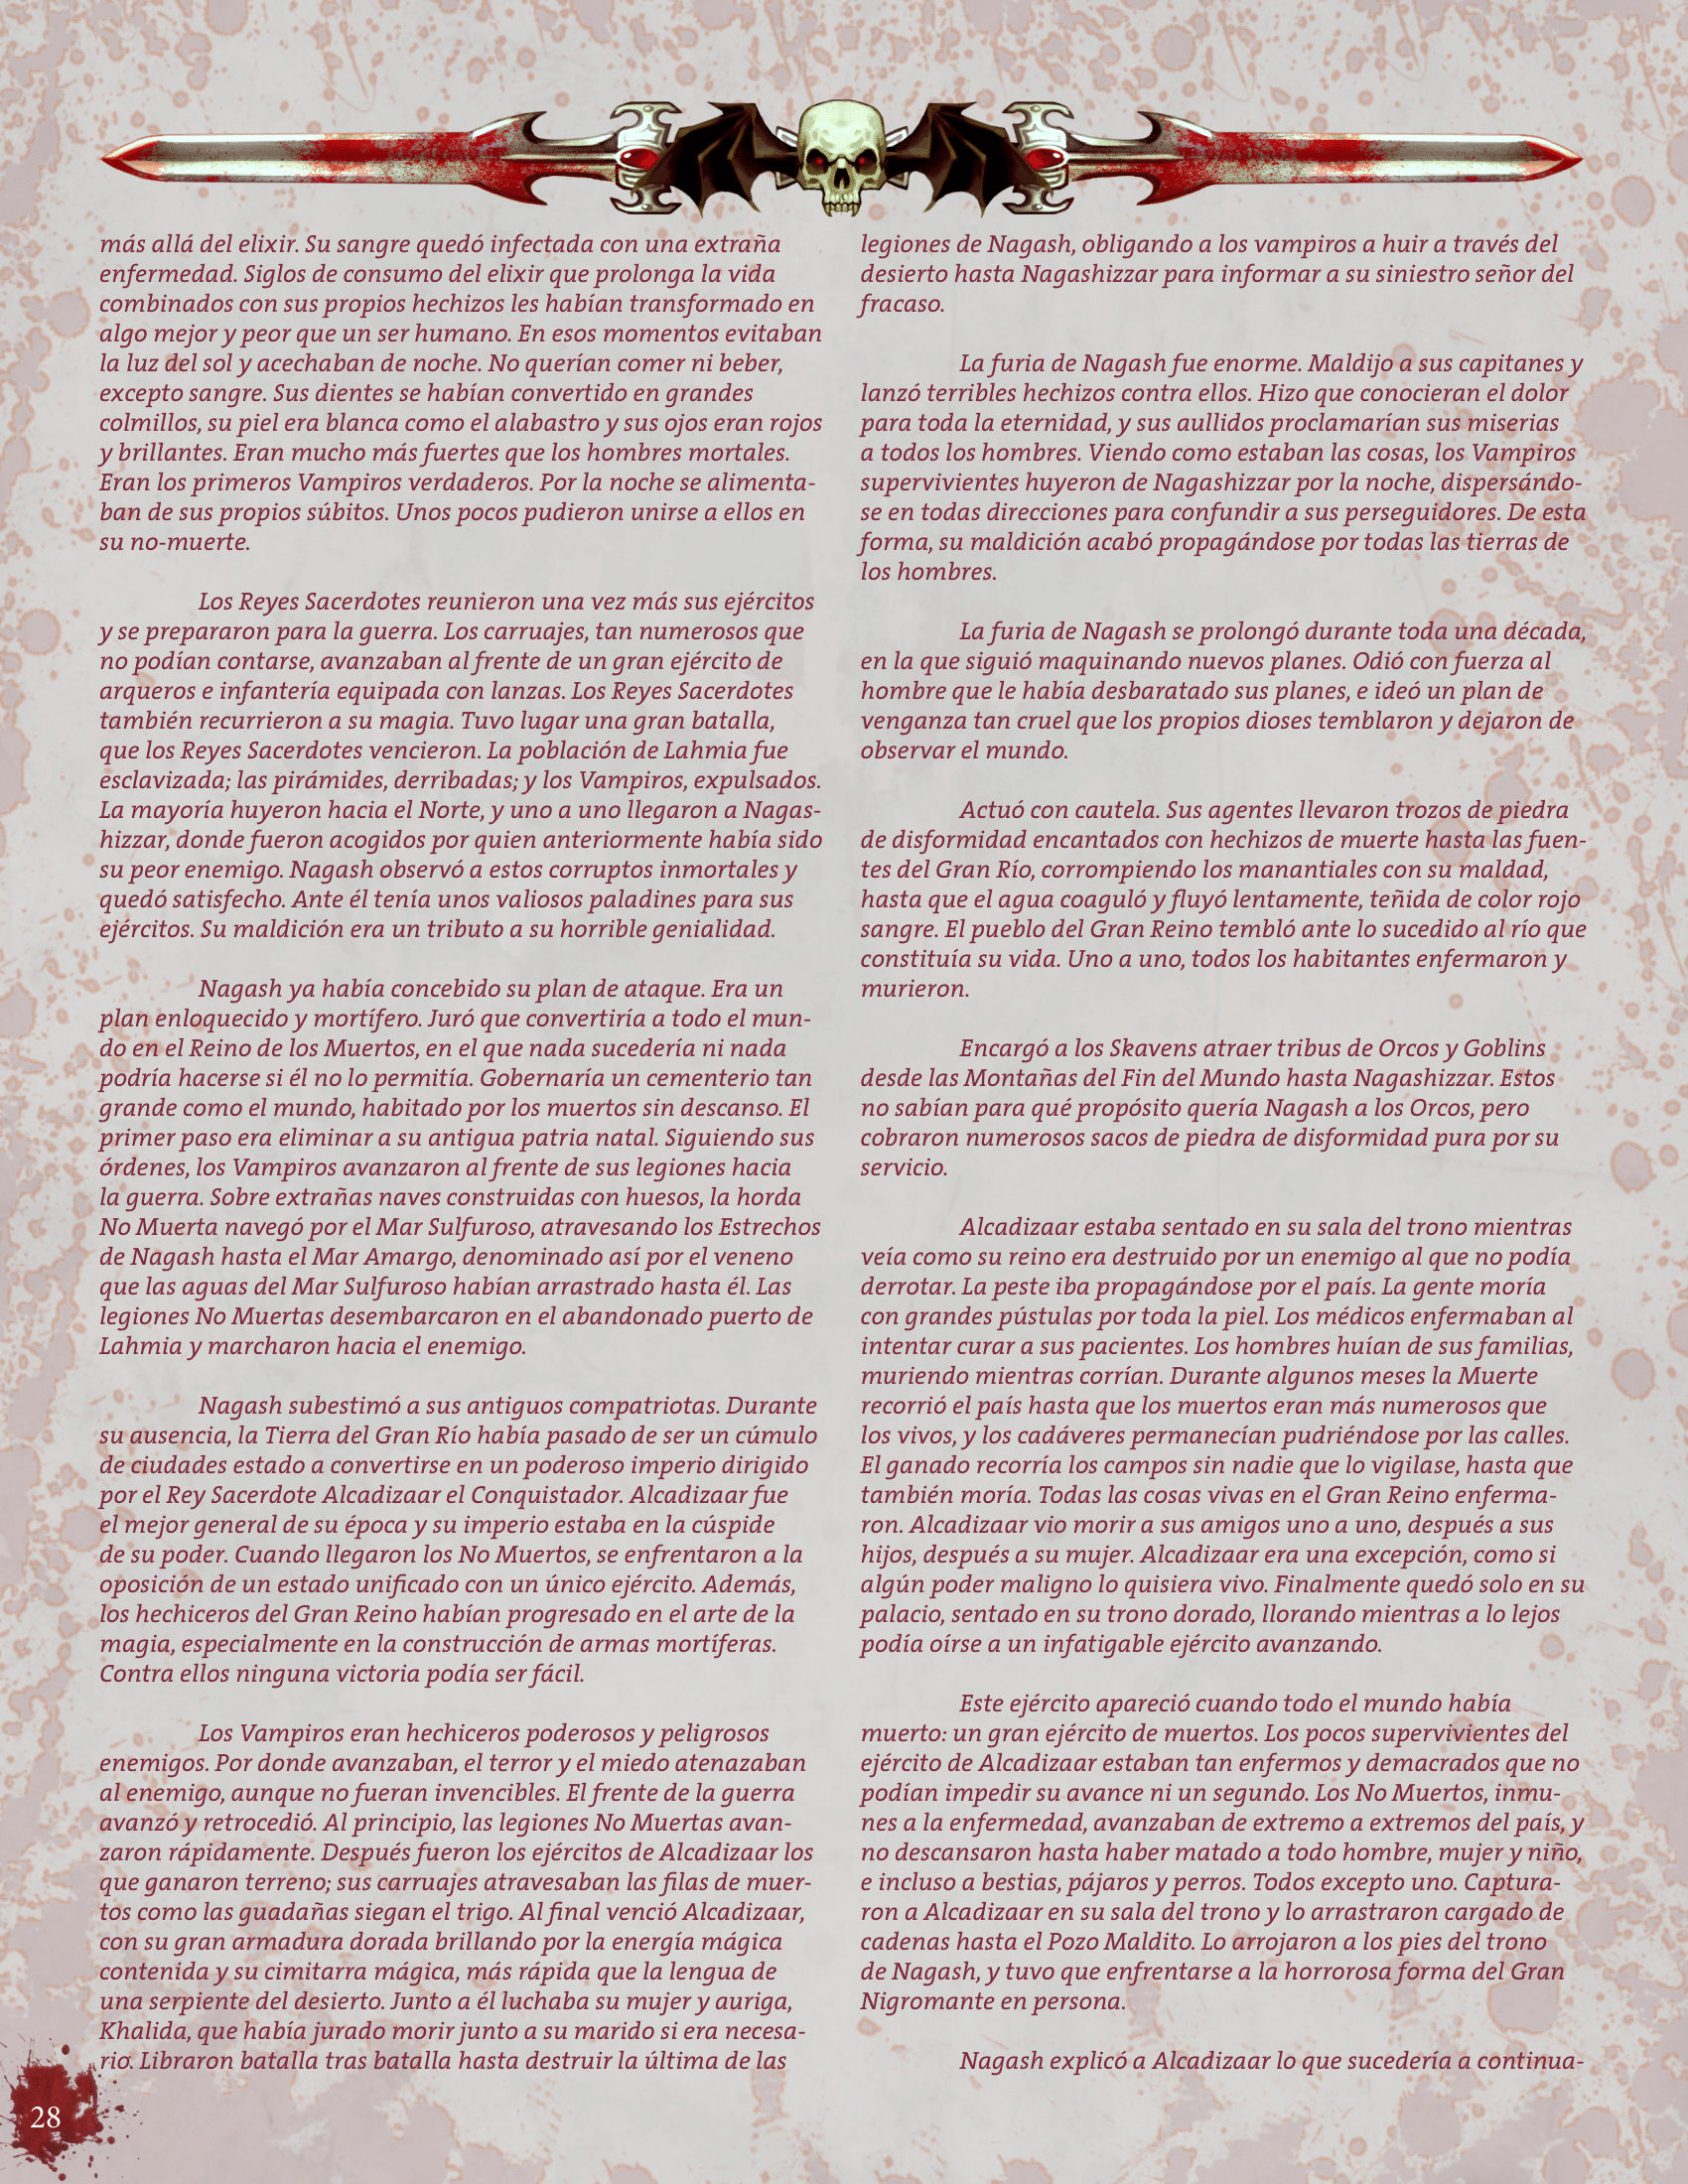 más allá del elixir. Su sangre quedó infectada con una extraña
enfermedad. Siglos de consumo del elixir que prolonga la vida
combinados con sus propios hechizos les habían transformado en
algo mejor y peor que un ser humano. En esos momentos evitaban
la luz del sol y acechaban de noche. No querían comer ni beber,
excepto sangre. Sus dientes se habían convertido en grandes
colmillos, su piel era blanca como el alabastro y sus ojos eran rojos
y brillantes. Eran mucho más fuertes que los hombres mortales.
Eran los primeros Vampiros verdaderos. Por la noche se alimenta-
ban de sus propios súbitos. Unos pocos pudieron unirse a ellos en
su no-muerte.
Los Reyes Sacerdotes reunieron una vez más sus ejércitos
y se prepararon para la guerra. Los carruajes, tan numerosos que
no podían contarse, avanzaban al frente de un gran ejército de
arqueros e infantería equipada con lanzas. Los Reyes Sacerdotes
también recurrieron a su magia. Tuvo lugar una gran batalla,
que los Reyes Sacerdotes vencieron. La población de Lahmia fue
esclavizada; las pirámides, derribadas; y los Vampiros, expulsados.
La mayoría huyeron hacia el Norte, y uno a uno llegaron a Nagas-
hizzar, donde fueron acogidos por quien anteriormente había sido
su peor enemigo. Nagash observó a estos corruptos inmortales y
quedó satisfecho. Ante él tenía unos valiosos paladines para sus
ejércitos. Su maldición era un tributo a su horrible genialidad.
Nagash ya había concebido su plan de ataque. Era un
plan enloquecido y mortífero. Juró que convertiría a todo el mun-
do en el Reino de los Muertos, en el que nada sucedería ni nada
podría hacerse si él no lo permitía. Gobernaría un cementerio tan
grande como el mundo, habitado por los muertos sin descanso. El
primer paso era eliminar a su antigua patria natal. Siguiendo sus
órdenes, los Vampiros avanzaron al frente de sus legiones hacia
la guerra. Sobre extrañas naves construidas con huesos, la horda
No Muerta navegó por el Mar Sulfuroso, atravesando los Estrechos
de Nagash hasta el Mar Amargo, denominado así por el veneno
que las aguas del Mar Sulfuroso habían arrastrado hasta él. Las
legiones No Muertas desembarcaron en el abandonado puerto de
Lahmia y marcharon hacia el enemigo.
Nagash subestimó a sus antiguos compatriotas. Durante
su ausencia, la Tierra del Gran Río había pasado de ser un cúmulo
de ciudades estado a convertirse en un poderoso imperio dirigido
por el Rey Sacerdote Alcadizaar el Conquistador. Alcadizaar fue
el mejor general de su época y su imperio estaba en la cúspide
de su poder. Cuando llegaron los No Muertos, se enfrentaron a la
oposición de un estado unificado con un único ejército. Además,
los hechiceros del Gran Reino habían progresado en el arte de la
magia, especialmente en la construcción de armas mortíferas.
Contra ellos ninguna victoria podía ser fácil.
Los Vampiros eran hechiceros poderosos y peligrosos
enemigos. Por donde avanzaban, el terror y el miedo atenazaban
al enemigo, aunque no fueran invencibles. El frente de la guerra
avanzó y retrocedió. Al principio, las legiones No Muertas avan-
zaron rápidamente. Después fueron los ejércitos de Alcadizaar los
que ganaron terreno; sus carruajes atravesaban las filas de muer-
tos como las guadañas siegan el trigo. Al final venció Alcadizaar,
con su gran armadura dorada brillando por la energía mágica
contenida y su cimitarra mágica, más rápida que la lengua de
una serpiente del desierto. Junto a él luchaba su mujer y auriga,
Khalida, que había jurado morir junto a su marido si era necesa-
rio. Libraron batalla tras batalla hasta destruir la última de las
legiones de Nagash, obligando a los vampiros a huir a través del
desierto hasta Nagashizzar para informar a su siniestro señor del
fracaso.
La furia de Nagash fue enorme. Maldijo a sus capitanes y
lanzó terribles hechizos contra ellos. Hizo que conocieran el dolor
para toda la eternidad, y sus aullidos proclamarían sus miserias
a todos los hombres. Viendo como estaban las cosas, los Vampiros
supervivientes huyeron de Nagashizzar por la noche, dispersándo-
se en todas direcciones para confundir a sus perseguidores. De esta
forma, su maldición acabó propagándose por todas las tierras de
los hombres.
La furia de Nagash se prolongó durante toda una década,
en la que siguió maquinando nuevos planes. Odió con fuerza al
hombre que le había desbaratado sus planes, e ideó un plan de
venganza tan cruel que los propios dioses temblaron y dejaron de
observar el mundo.
Actuó con cautela. Sus agentes llevaron trozos de piedra
de disformidad encantados con hechizos de muerte hasta las fuen-
tes del Gran Río, corrompiendo los manantiales con su maldad,
hasta que el agua coaguló y fluyó lentamente, teñida de color rojo
sangre. El pueblo del Gran Reino tembló ante lo sucedido al río que
constituía su vida. Uno a uno, todos los habitantes enfermaron y
murieron.
Encargó a los Skavens atraer tribus de Orcos y Goblins
desde las Montañas del Fin del Mundo hasta Nagashizzar. Estos
no sabían para qué propósito quería Nagash a los Orcos, pero
cobraron numerosos sacos de piedra de disformidad pura por su
servicio.
Alcadizaar estaba sentado en su sala del trono mientras
veía como su reino era destruido por un enemigo al que no podía
derrotar. La peste iba propagándose por el país. La gente moría
con grandes pústulas por toda la piel. Los médicos enfermaban al
intentar curar a sus pacientes. Los hombres huían de sus familias,
muriendo mientras corrían. Durante algunos meses la Muerte
recorrió el país hasta que los muertos eran más numerosos que
los vivos, y los cadáveres permanecían pudriéndose por las calles.
El ganado recorría los campos sin nadie que lo vigilase, hasta que
también moría. Todas las cosas vivas en el Gran Reino enferma-
ron. Alcadizaar vio morir a sus amigos uno a uno, después a sus
hijos, después a su mujer. Alcadizaar era una excepción, como si
algún poder maligno lo quisiera vivo. Finalmente quedó solo en su
palacio, sentado en su trono dorado, llorando mientras a lo lejos
podía oírse a un infatigable ejército avanzando.
Este ejército apareció cuando todo el mundo había
muerto: un gran ejército de muertos. Los pocos supervivientes del
ejército de Alcadizaar estaban tan enfermos y demacrados que no
podían impedir su avance ni un segundo. Los No Muertos, inmu-
nes a la enfermedad, avanzaban de extremo a extremos del país, y
no descansaron hasta haber matado a todo hombre, mujer y niño,
e incluso a bestias, pájaros y perros. Todos excepto uno. Captura-
ron a Alcadizaar en su sala del trono y lo arrastraron cargado de
cadenas hasta el Pozo Maldito. Lo arrojaron a los pies del trono
de Nagash, y tuvo que enfrentarse a la horrorosa forma del Gran
Nigromante en persona.
Nagash explicó a Alcadizaar lo que sucedería a continua-
28